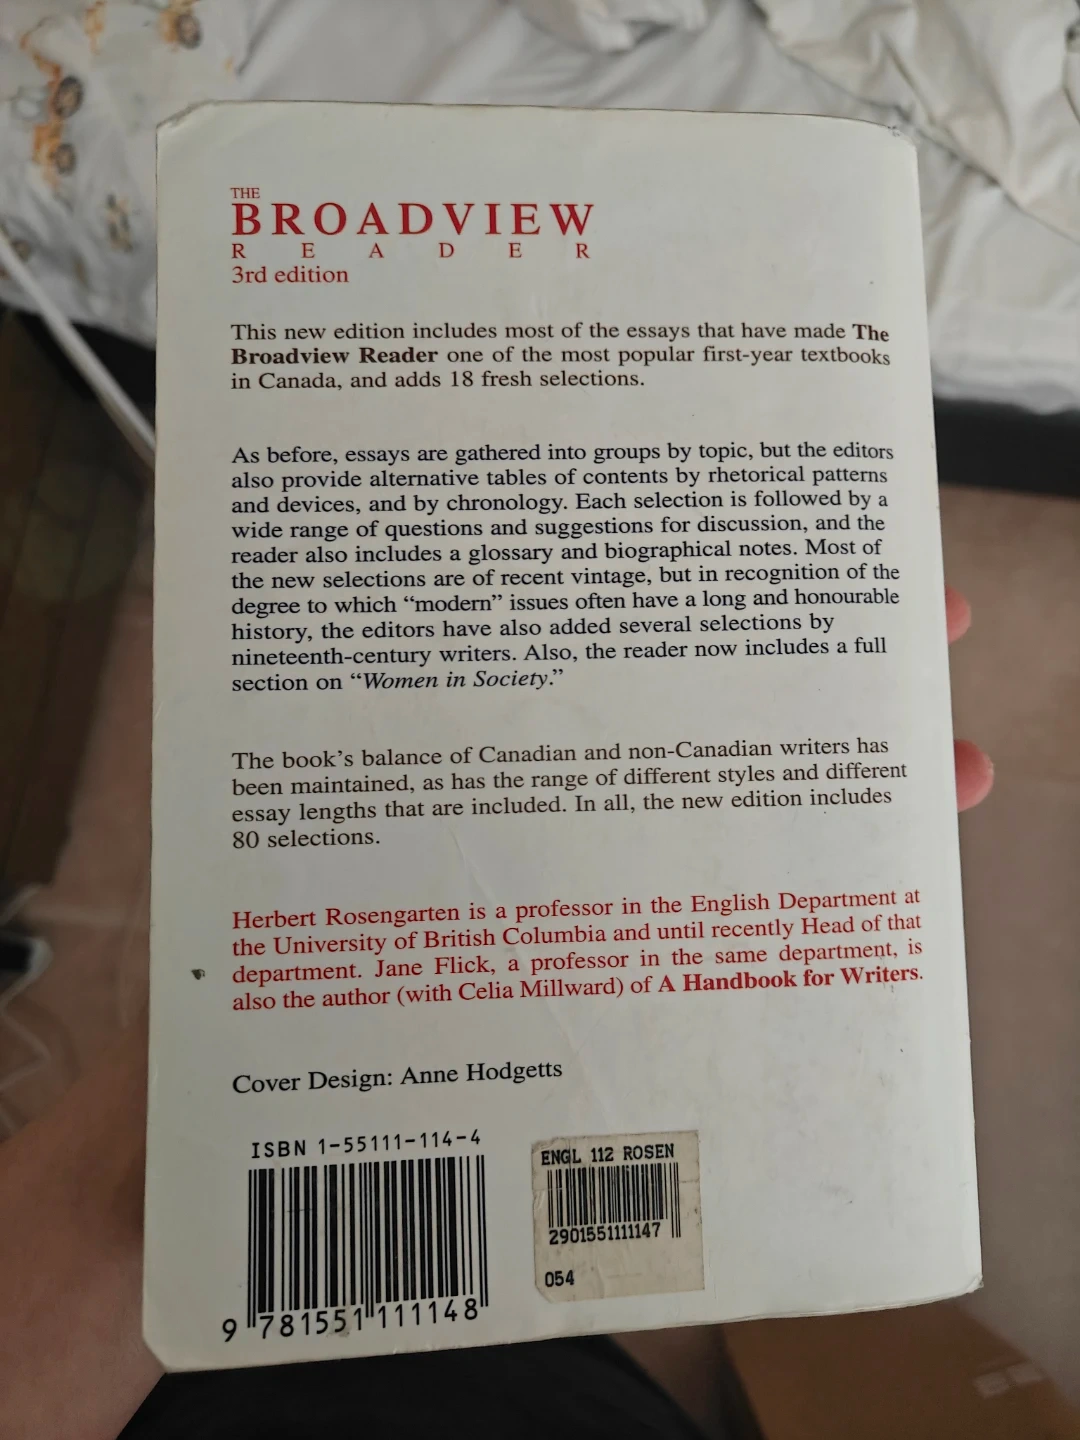 THE
BROADVIEW
READER
3rd edition
This new edition includes most of the essays that have made The
Broadview Reader one of the most popular first-year textbooks
in Canada, and adds 18 fresh selections.
As before, essays are gathered into groups by topic, but the editors
also provide alternative tables of contents by rhetorical patterns
and devices, and by chronology. Each selection is followed by a
wide range of questions and suggestions for discussion, and the
reader also includes a glossary and biographical notes. Most of
the new selections are of recent vintage, but in recognition of the
degree to which “modern” issues often have a long and honourable
history, the editors have also added several selections by
nineteenth-century writers. Also, the reader now includes a full
section on “Women in Society.”
The book’s balance of Canadian and non-Canadian writers has
been maintained, as has the range of different styles and different
essay lengths that are included. In all, the new edition includes
80 selections.
Herbert Rosengarten is a professor in the English Department at
the University of British Columbia and until recently Head of that
department. Jane Flick, a professor in the same department, is
also the author (with Celia Millward) of A Handbook for Writers.
Cover Design: Anne Hodgetts
ISBN 1-55111-114-4
9 781551 111148
ENGL 112 ROSEN
2901551111147
054